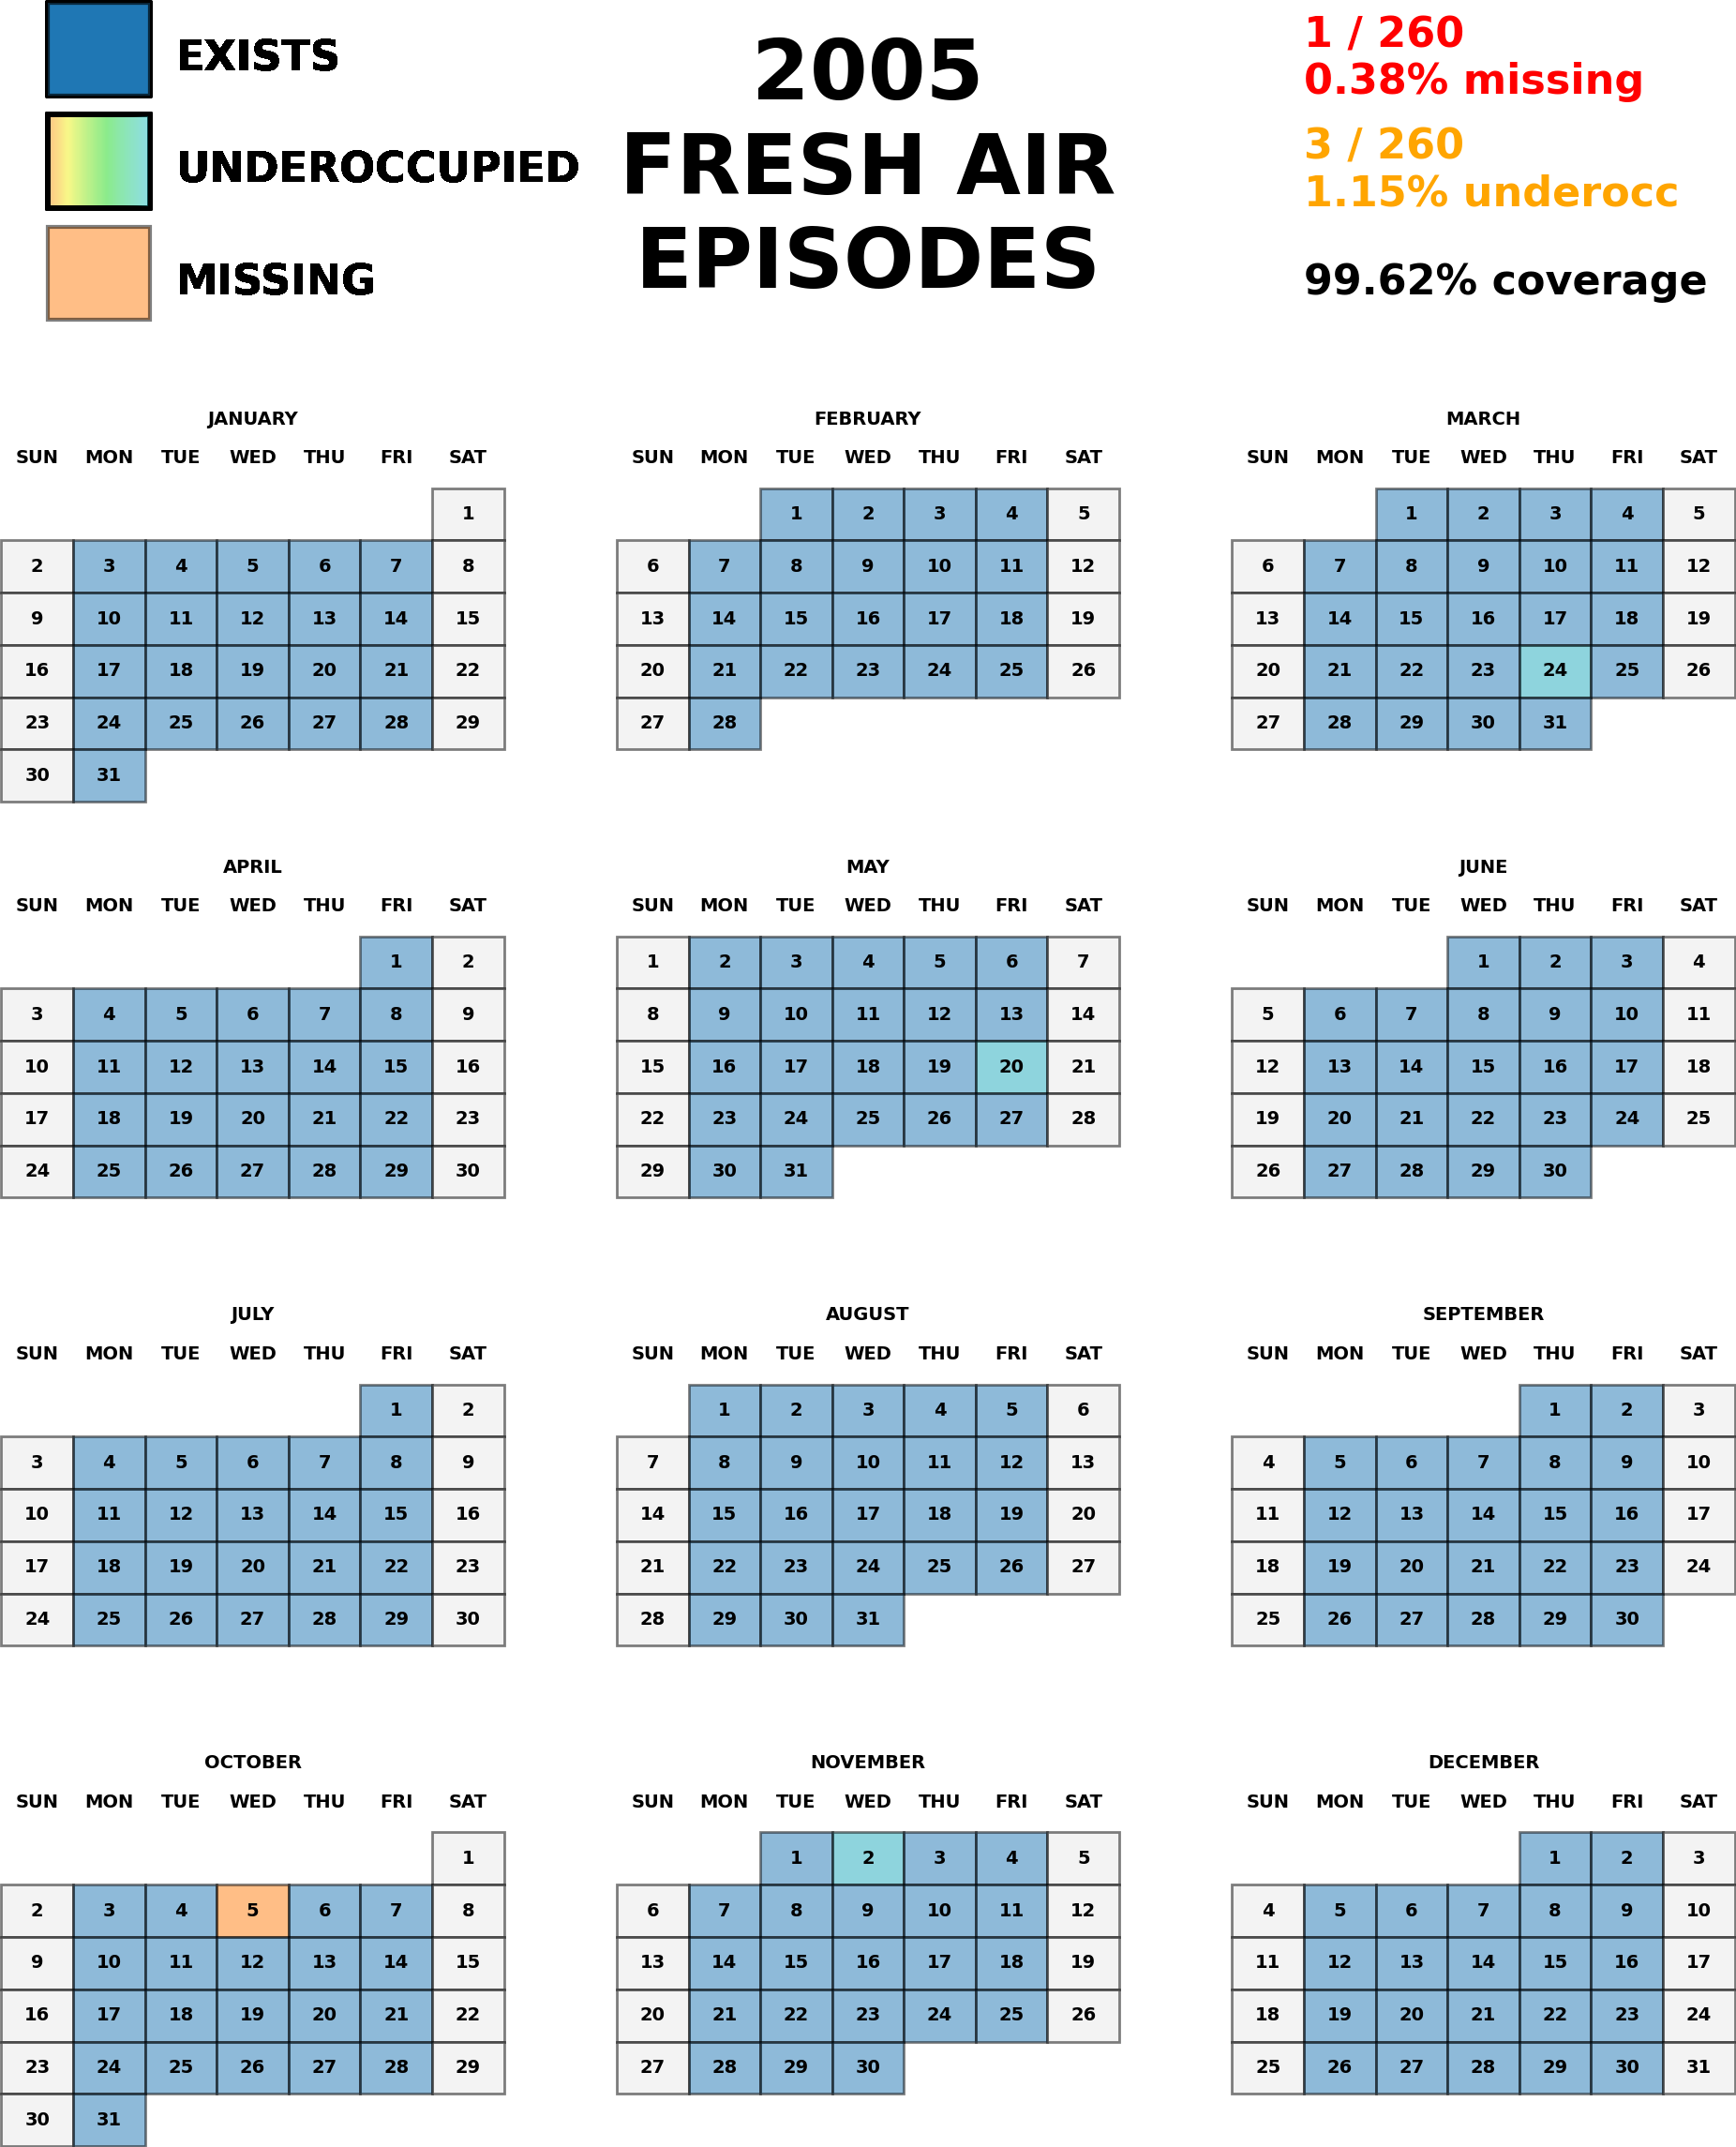 EXISTS
UNDEROCCUPIED
MISSING
2005
FRESH AIR
EPISODES
1 / 260
0.38% missing
3 / 260
1.15% underocc
99.62% coverage
JANUARY
SUN MON TUE WED THU FRI SAT
1
2 3 4 5 6 7 8
9 10 11 12 13 14 15
16 17 18 19 20 21 22
23 24 25 26 27 28 29
30 31
FEBRUARY
SUN MON TUE WED THU FRI SAT
1 2 3 4 5
6 7 8 9 10 11 12
13 14 15 16 17 18 19
20 21 22 23 24 25 26
27 28
MARCH
SUN MON TUE WED THU FRI SAT
1 2 3 4 5
6 7 8 9 10 11 12
13 14 15 16 17 18 19
20 21 22 23 24 25 26
27 28 29 30 31
APRIL
SUN MON TUE WED THU FRI SAT
1 2
3 4 5 6 7 8 9
10 11 12 13 14 15 16
17 18 19 20 21 22 23
24 25 26 27 28 29 30
MAY
SUN MON TUE WED THU FRI SAT
1 2 3 4 5 6 7
8 9 10 11 12 13 14
15 16 17 18 19 20 21
22 23 24 25 26 27 28
29 30 31
JUNE
SUN MON TUE WED THU FRI SAT
1 2 3 4
5 6 7 8 9 10 11
12 13 14 15 16 17 18
19 20 21 22 23 24 25
26 27 28 29 30
JULY
SUN MON TUE WED THU FRI SAT
1 2
3 4 5 6 7 8 9
10 11 12 13 14 15 16
17 18 19 20 21 22 23
24 25 26 27 28 29 30
AUGUST
SUN MON TUE WED THU FRI SAT
1 2 3 4 5 6
7 8 9 10 11 12 13
14 15 16 17 18 19 20
21 22 23 24 25 26 27
28 29 30 31
SEPTEMBER
SUN MON TUE WED THU FRI SAT
1 2 3
4 5 6 7 8 9 10
11 12 13 14 15 16 17
18 19 20 21 22 23 24
25 26 27 28 29 30
OCTOBER
SUN MON TUE WED THU FRI SAT
1
2 3 4 5 6 7 8
9 10 11 12 13 14 15
16 17 18 19 20 21 22
23 24 25 26 27 28 29
30 31
NOVEMBER
SUN MON TUE WED THU FRI SAT
1 2 3 4 5
6 7 8 9 10 11 12
13 14 15 16 17 18 19
20 21 22 23 24 25 26
27 28 29 30
DECEMBER
SUN MON TUE WED THU FRI SAT
1 2 3
4 5 6 7 8 9 10
11 12 13 14 15 16 17
18 19 20 21 22 23 24
25 26 27 28 29 30 31